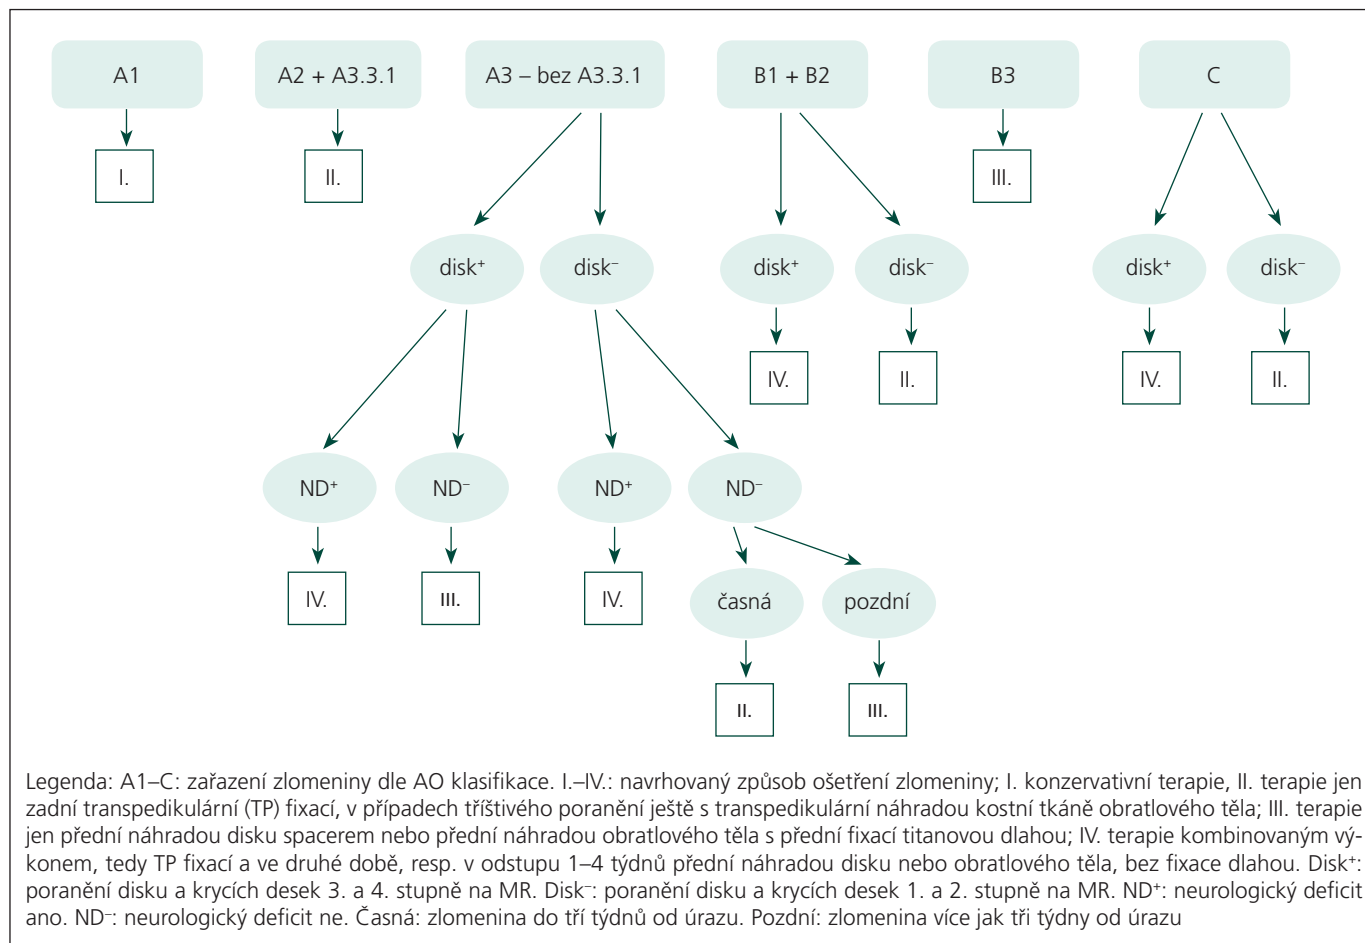 A1
A2 + A3.3.1
A3 – bez A3.3.1
B1 + B2
B3
C
I.
II.
III.
disk⁺
disk⁻
disk⁺
disk⁻
disk⁺
disk⁻
IV.
II.
IV.
II.
ND⁺
ND⁻
ND⁺
ND⁻
IV.
III.
IV.
časná
pozdní
II.
III.
Legenda: A1–C: zařazení zlomeniny dle AO klasifikace. I.–IV.: navrhovaný způsob ošetření zlomeniny; I. konzervativní terapie, II. terapie jen
zadní transpedikulární (TP) fixací, v případech tříštivého poranění ještě s transpedikulární náhradou kostní tkáně obratlového těla; III. terapie
jen přední náhradou disku spacerem nebo přední náhradou obratlového těla s přední fixací titanovou dlahou; IV. terapie kombinovaným vý-
konem, tedy TP fixací a ve druhé době, resp. v odstupu 1–4 týdnů přední náhradou disku nebo obratlového těla, bez fixace dlahou. Disk⁺:
poranění disku a krycích desek 3. a 4. stupně na MR. Disk⁻: poranění disku a krycích desek 1. a 2. stupně na MR. ND⁺: neurologický deficit
ano. ND⁻: neurologický deficit ne. Časná: zlomenina do tří týdnů od úrazu. Pozdní: zlomenina více jak tři týdny od úrazu